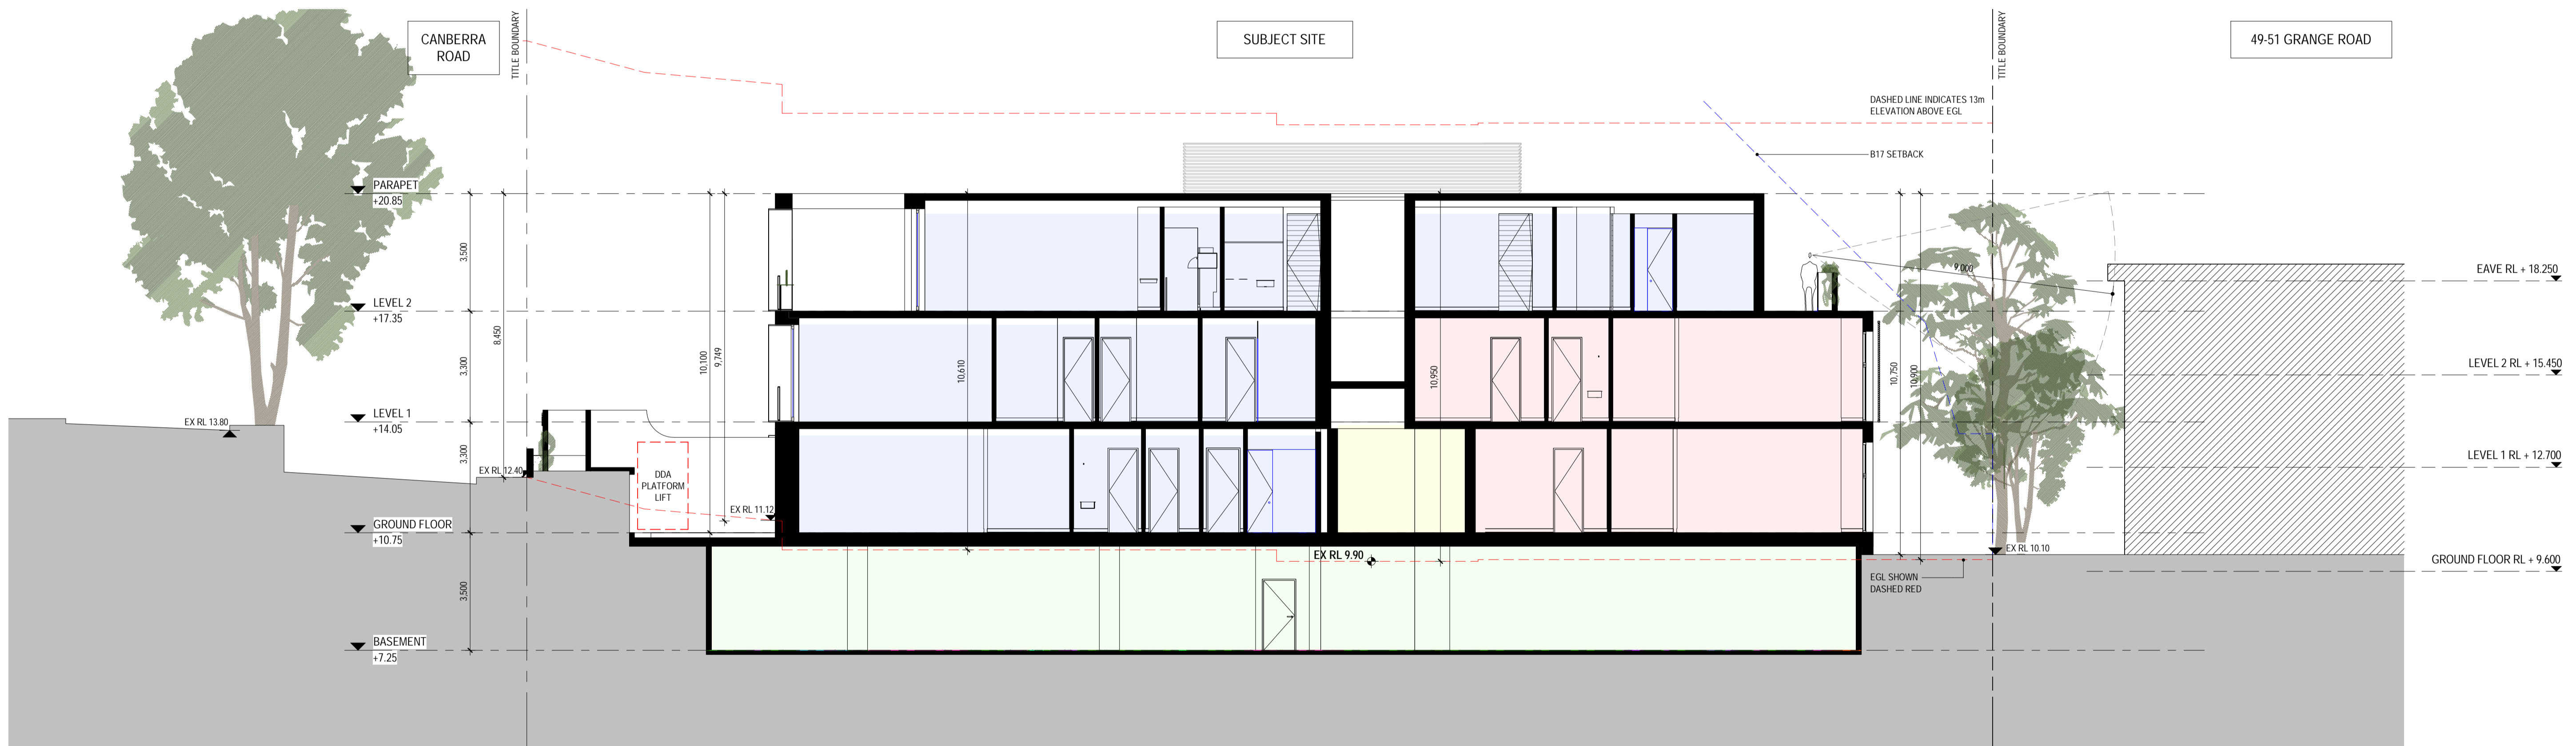 CANBERRA
ROAD
TITLE BOUNDARY
SUBJECT SITE
TITLE BOUNDARY
49-51 GRANGE ROAD
DASHED LINE INDICATES 13m
ELEVATION ABOVE EGL
B17 SETBACK
PARAPET
+20.85
3,500
LEVEL 2
+17.35
3,300
8,450
10,100
9,749
10,610
10,950
10,750
10,900
9,000
EAVE RL + 18.250
LEVEL 2 RL + 15.450
LEVEL 1
+14.05
EX RL 13.80
3,300
EX RL 12.40
DDA
PLATFORM
LIFT
EX RL 11.12
LEVEL 1 RL + 12.700
GROUND FLOOR
+10.75
EX RL 9.90
EX RL 10.10
GROUND FLOOR RL + 9.600
EGL SHOWN
DASHED RED
3,500
BASEMENT
+7.25